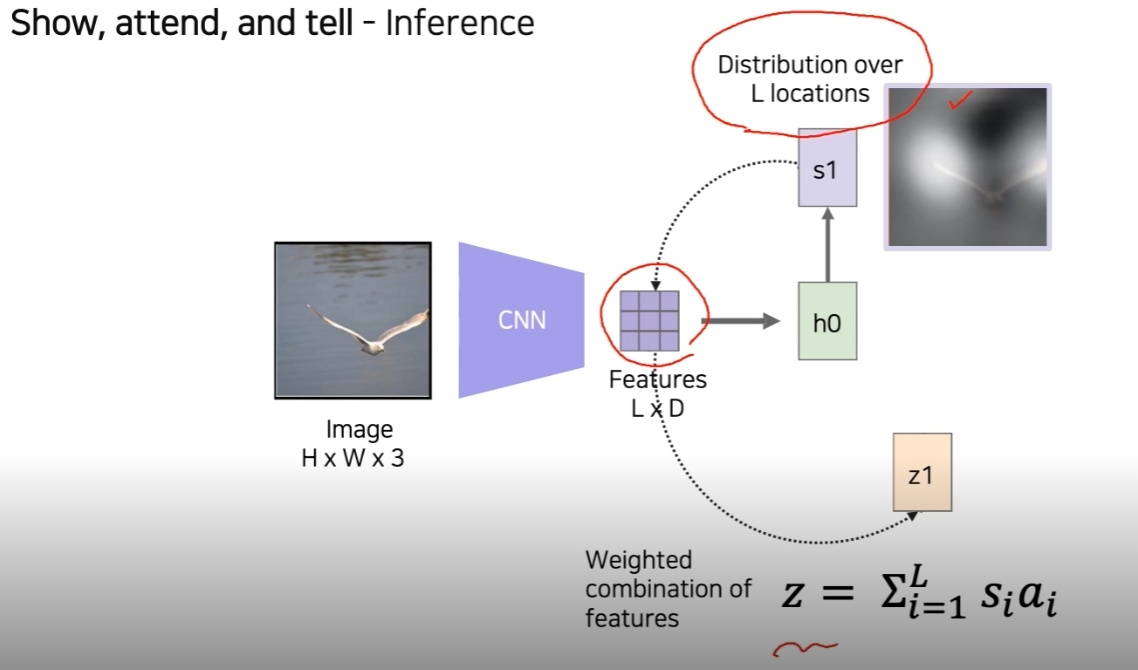 Show, attend, and tell - Inference
Distribution over
L locations
s1
CNN
h0
Features
L x D
Image
H x W x 3
z1
Weighted
combination of
features
z = Σ_{i=1}^{L} s_i a_i